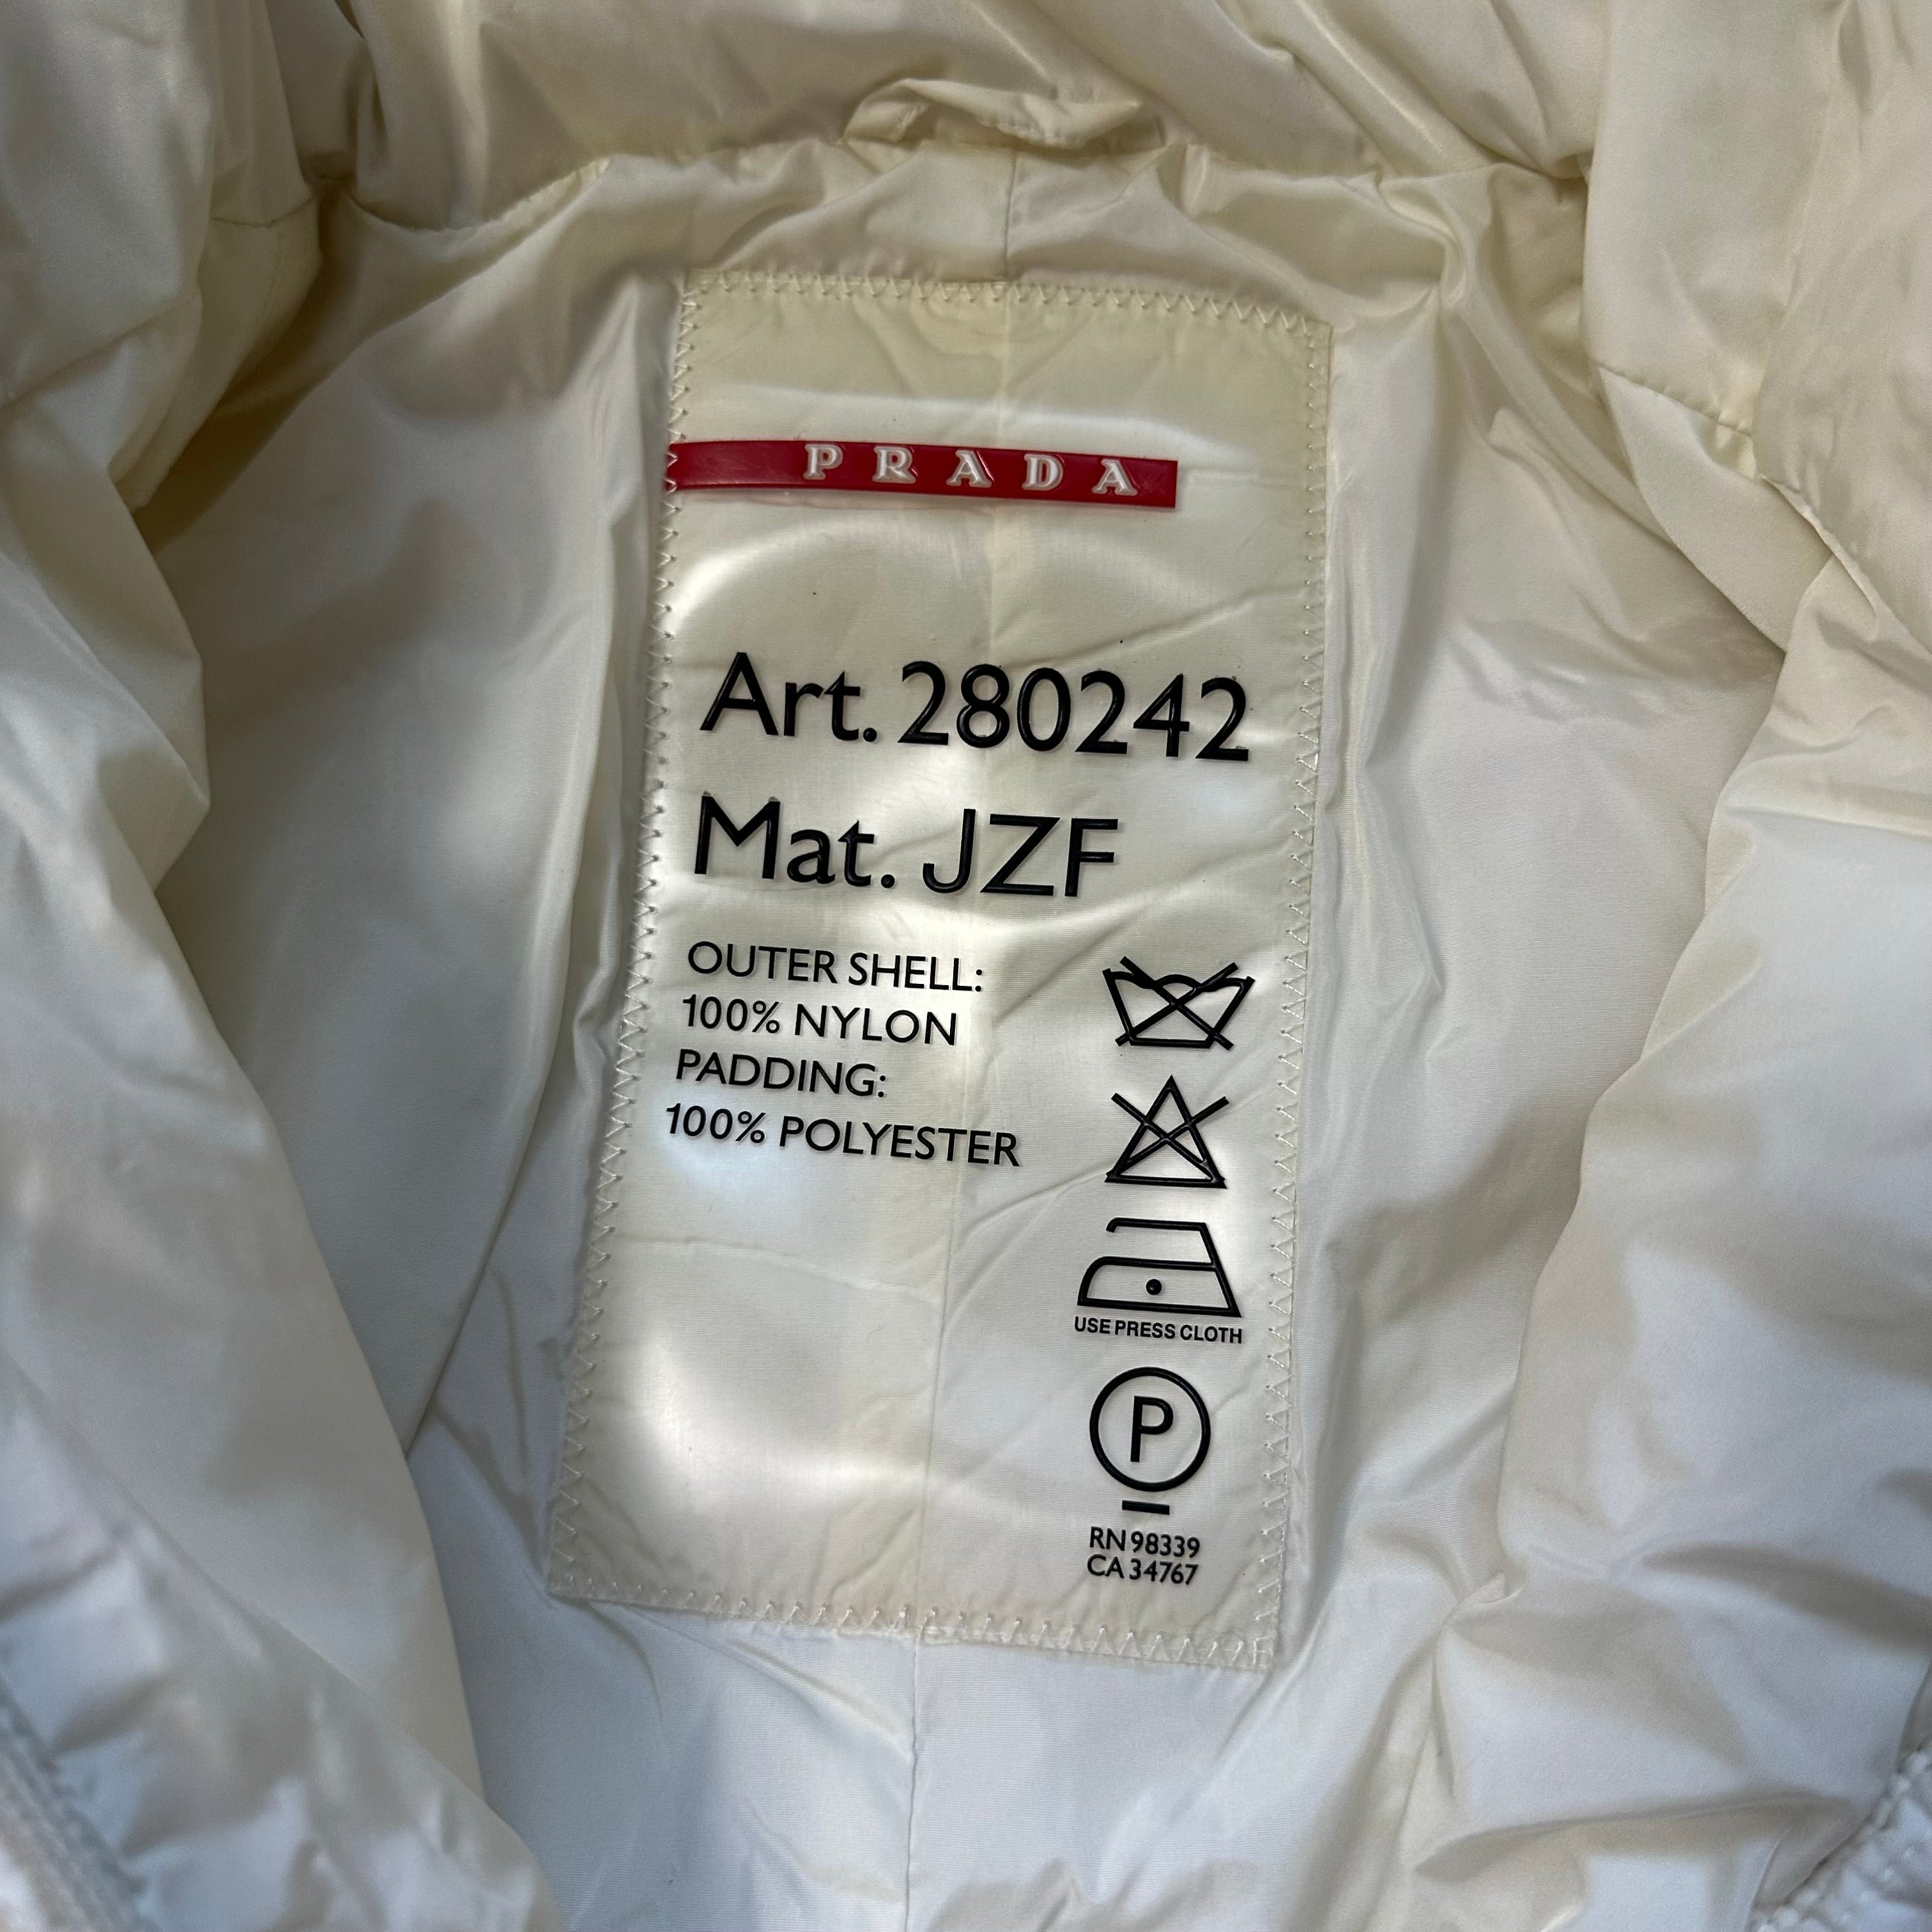 PRADA
Art. 280242
Mat. JZF
OUTER SHELL:
100% NYLON
PADDING:
100% POLYESTER
USE PRESS CLOTH
P
RN 98339
CA 34767